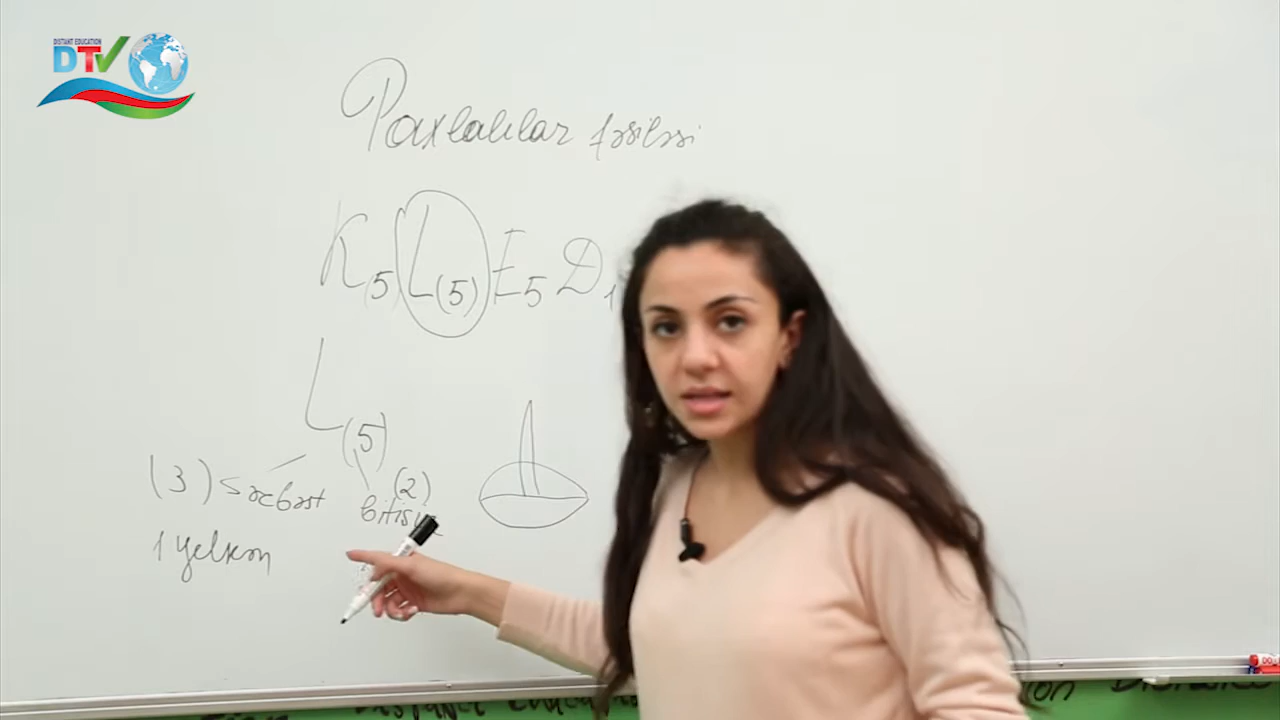 DISTANT EDUCATION
DTV
Paxlalılar fəsiləsi
K(5) L(5) E5 D1
L(5)
(3) Sərbəst
(2)
bitişik
1 yelkən